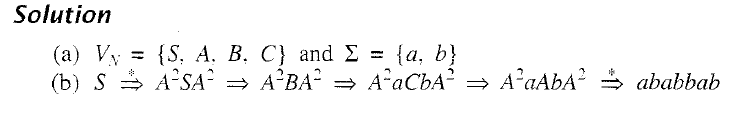 Solution
(a) V_N = {S, A, B, C} and Σ = {a, b}
(b) S ⇒* A²SA² ⇒ A²BA² ⇒ A²aCbA² ⇒ A²aAbA² ⇒* ababbab